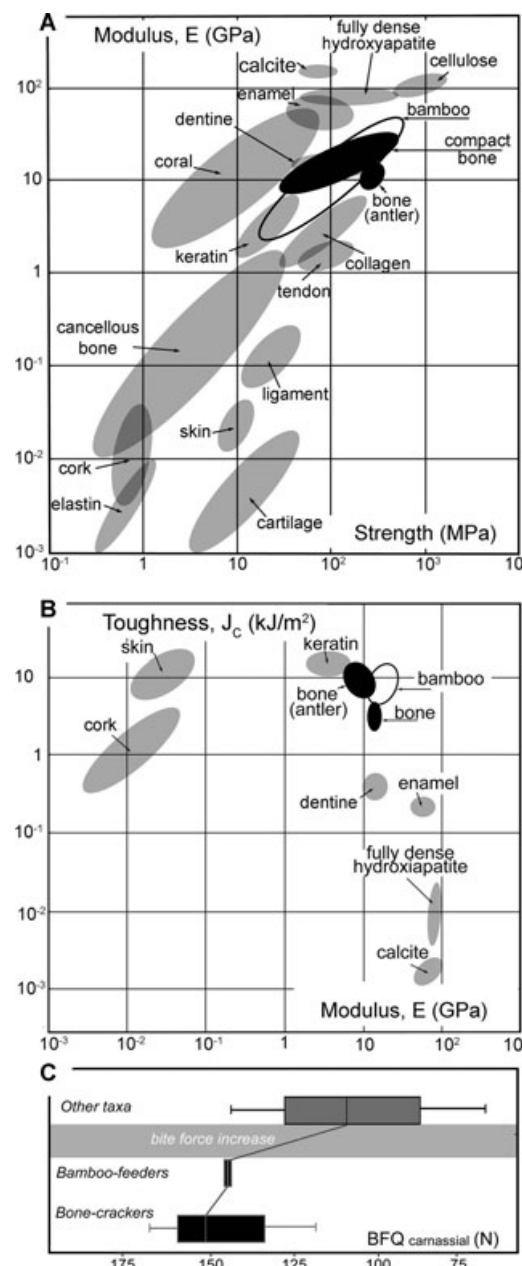 A
Modulus, E (GPa)
fully dense
hydroxyapatite
calcite
cellulose
enamel
bamboo
dentine
compact
bone
coral
bone
(antler)
keratin
collagen
tendon
cancellous
bone
ligament
skin
cork
elastin
cartilage
Strength (MPa)
10²
10
1
10⁻¹
10⁻²
10⁻³
10⁻¹
1
10
10²
10³
10
B
Toughness, J_C (kJ/m²)
skin
keratin
bone
(antler)
bamboo
cork
bone
dentine
enamel
fully dense
hydroxiapatite
calcite
Modulus, E (GPa)
10
1
10⁻¹
10⁻²
10⁻³
10⁻³
10⁻²
10⁻¹
1
10
10²
10
C
Other taxa
bite force increase
Bamboo-feeders
Bone-crackers
BFQ carnassial (N)
175
150
125
100
75